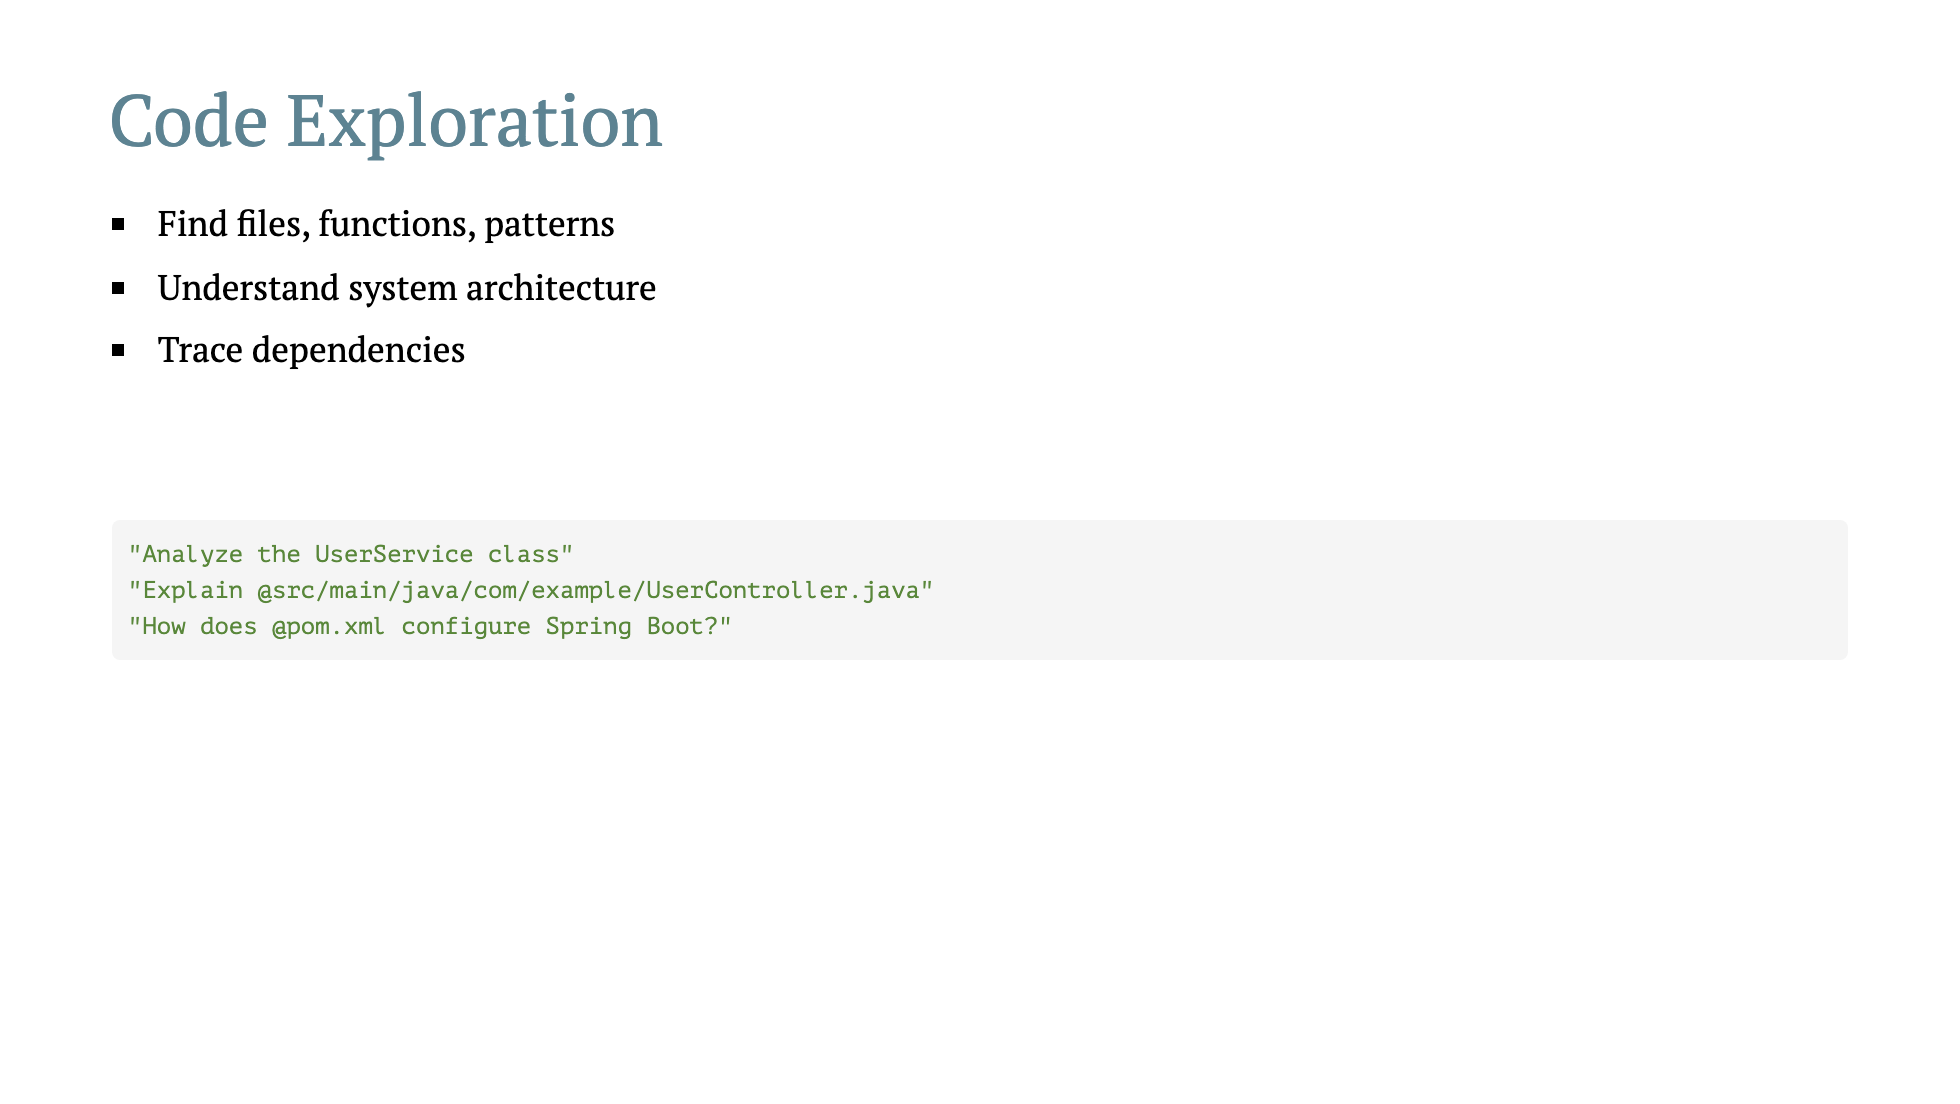 Code Exploration
Find files, functions, patterns
Understand system architecture
Trace dependencies
"Analyze the UserService class"
"Explain @src/main/java/com/example/UserController.java"
"How does @pom.xml configure Spring Boot?"